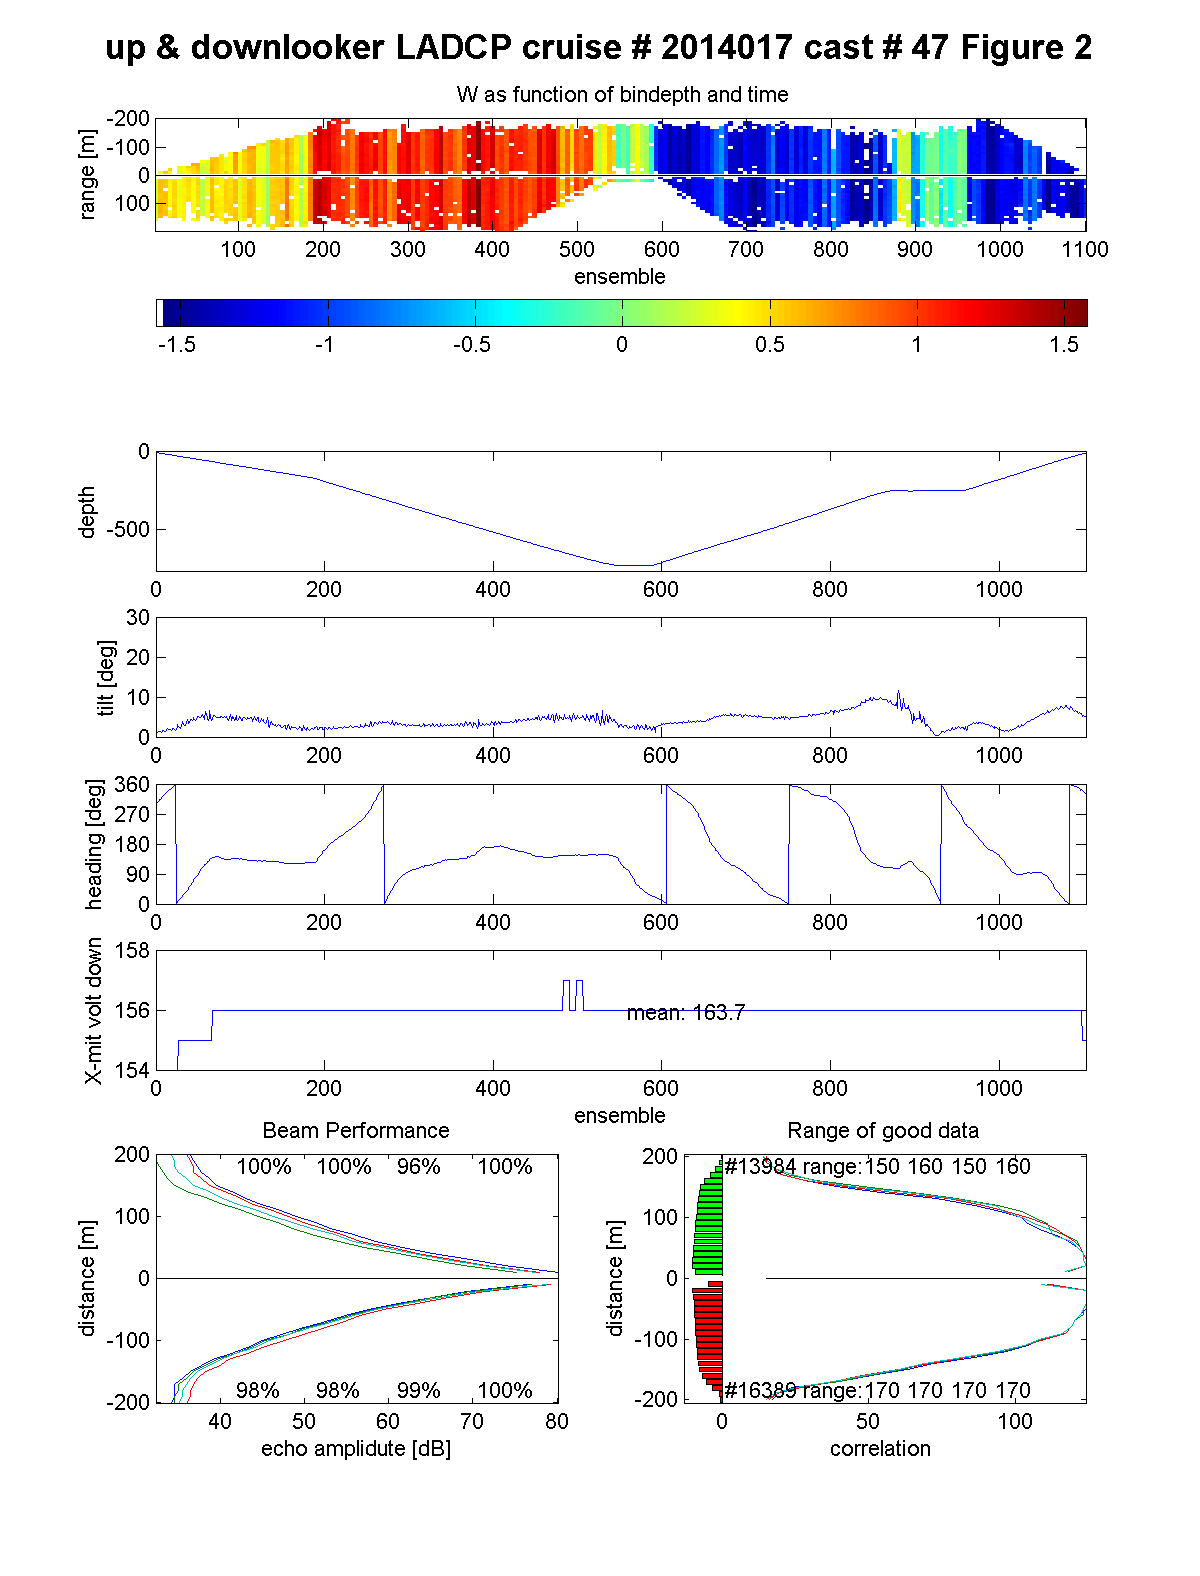 up & downlooker LADCP cruise # 2014017 cast # 47 Figure 2
W as function of bindepth and time
range [m]
-200
-100
0
100
100 200 300 400 500 600 700 800 900 1000 1100
ensemble
-1.5 -1 -0.5 0 0.5 1 1.5
depth
0
-500
0 200 400 600 800 1000
tilt [deg]
30
20
10
0
0 200 400 600 800 1000
heading [deg]
360
270
180
90
0
0 200 400 600 800 1000
X-mit volt down
158
156
154
mean: 163.7
0 200 400 600 800 1000
ensemble
Beam Performance
distance [m]
200
100
0
-100
-200
100% 100% 96% 100%
98% 98% 99% 100%
40 50 60 70 80
echo amplidute [dB]
Range of good data
distance [m]
200
100
0
-100
-200
#13984 range:150 160 150 160
#16389 range:170 170 170 170
0 50 100
correlation